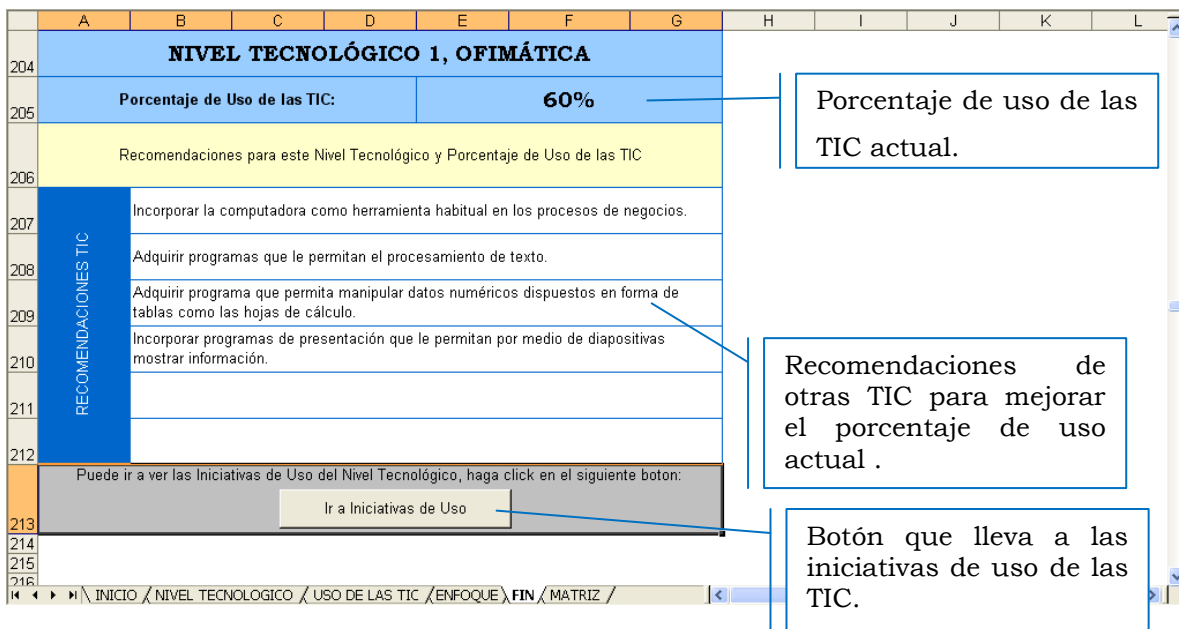 A B C D E F G H I J K L
204 NIVEL TECNOLÓGICO 1, OFIMÁTICA
205 Porcentaje de Uso de las TIC: 60%
Porcentaje de uso de las
TIC actual.
206 Recomendaciones para este Nivel Tecnológico y Porcentaje de Uso de las TIC
RECOMENDACIONES TIC
207 Incorporar la computadora como herramienta habitual en los procesos de negocios.
208 Adquirir programas que le permitan el procesamiento de texto.
209 Adquirir programa que permita manipular datos numéricos dispuestos en forma de
tablas como las hojas de cálculo.
210 Incorporar programas de presentación que le permitan por medio de diapositivas
mostrar información.
211
212
Recomendaciones de
otras TIC para mejorar
el porcentaje de uso
actual .
Puede ir a ver las Iniciativas de Uso del Nivel Tecnológico, haga click en el siguiente boton:
213 Ir a Iniciativas de Uso
Botón que lleva a las
iniciativas de uso de las
TIC.
214
215
216
INICIO / NIVEL TECNOLOGICO / USO DE LAS TIC / ENFOQUE \ FIN / MATRIZ /